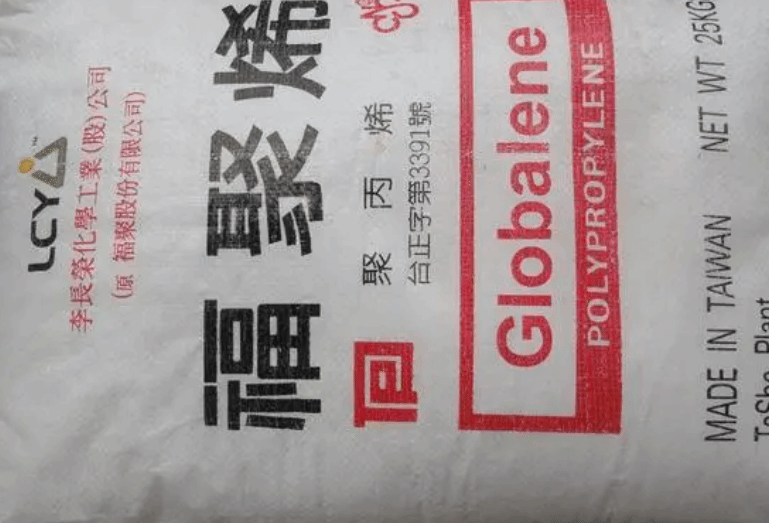 LCY
李長榮化學工業(股)公司
(原 福聚股份有限公司)
福聚烯
聚丙烯
台正字第3391號
Globalene
POLYPROPYLENE
MADE IN TAIWAN NET WT 25KG